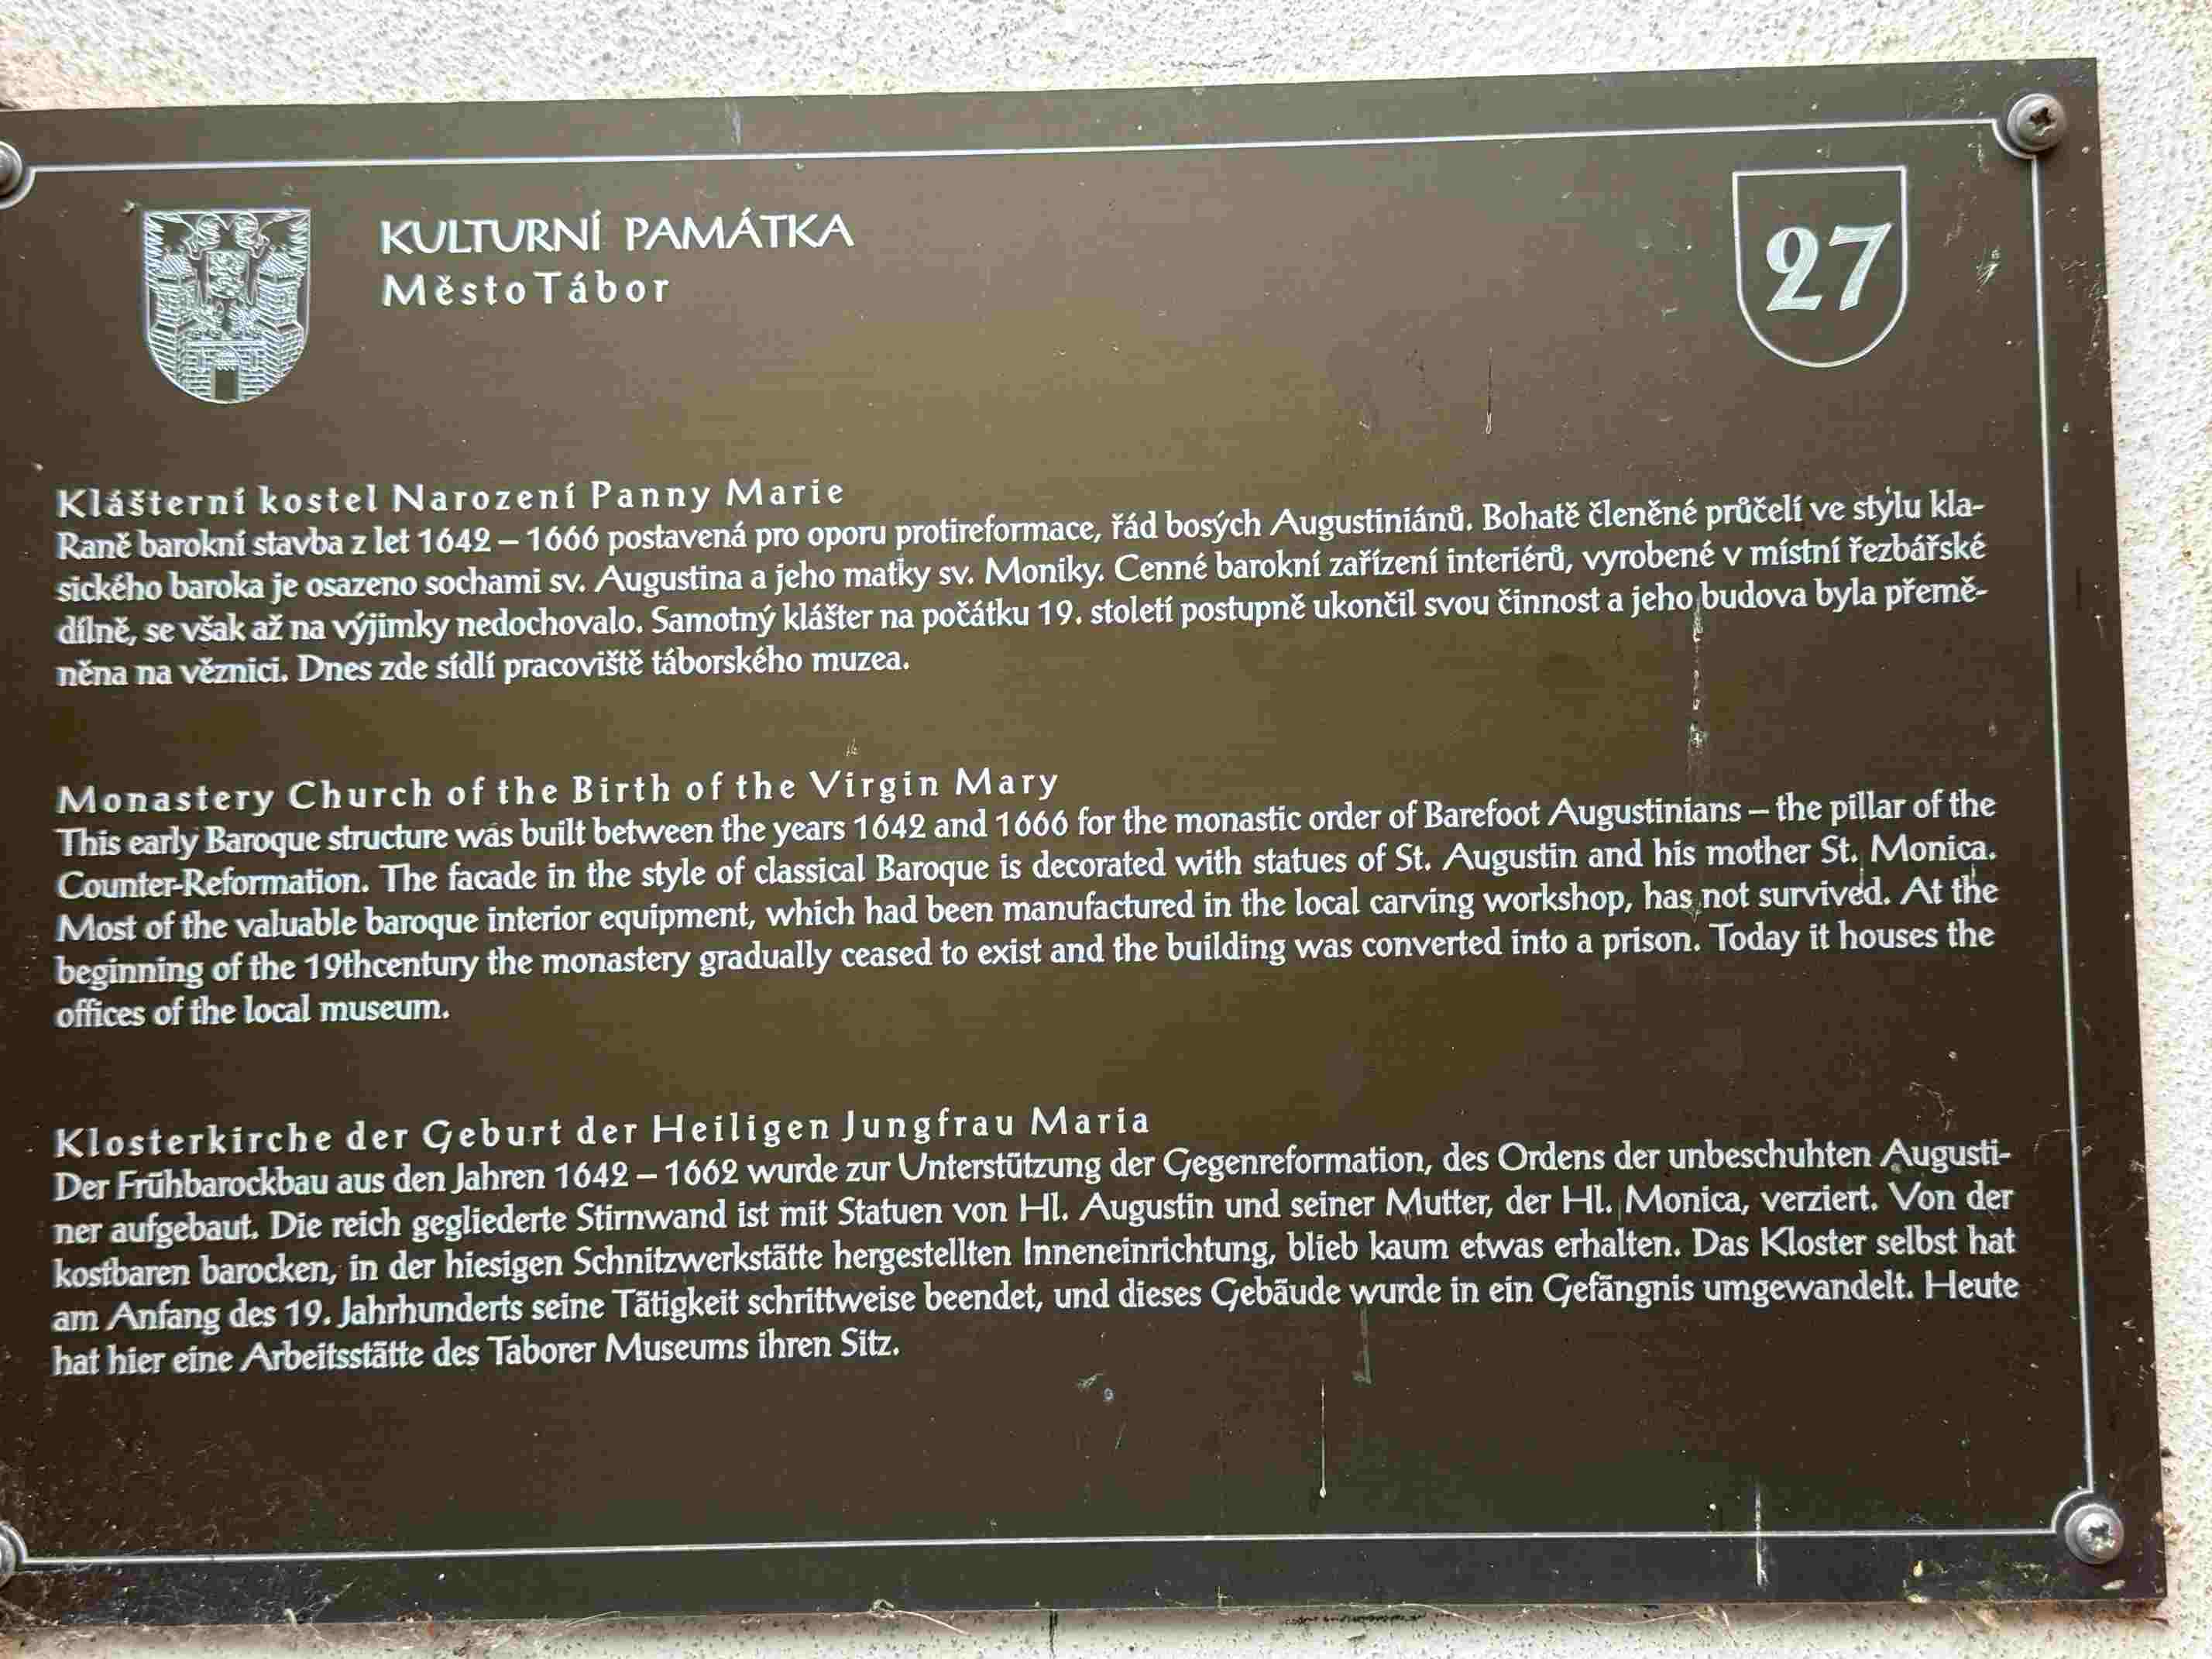 KULTURNÍ PAMÁTKA
Město Tábor
27
Klášterní kostel Narození Panny Marie
Raně barokní stavba z let 1642 – 1666 postavená pro oporu protireformace, řád bosých Augustiniánů. Bohatě členěné průčelí ve stylu kla-
sického baroka je osazeno sochami sv. Augustina a jeho matky sv. Moniky. Cenné barokní zařízení interiérů, vyrobené v místní řezbářské
dílně, se však až na výjimky nedochovalo. Samotný klášter na počátku 19. století postupně ukončil svou činnost a jeho budova byla přemě-
něna na věznici. Dnes zde sídlí pracoviště táborského muzea.
Monastery Church of the Birth of the Virgin Mary
This early Baroque structure was built between the years 1642 and 1666 for the monastic order of Barefoot Augustinians – the pillar of the
Counter-Reformation. The facade in the style of classical Baroque is decorated with statues of St. Augustin and his mother St. Monica.
Most of the valuable baroque interior equipment, which had been manufactured in the local carving workshop, has not survived. At the
beginning of the 19thcentury the monastery gradually ceased to exist and the building was converted into a prison. Today it houses the
offices of the local museum.
Klosterkirche der Geburt der Heiligen Jungfrau Maria
Der Frühbarockbau aus den Jahren 1642 – 1662 wurde zur Unterstützung der Gegenreformation, des Ordens der unbeschuhten Augusti-
ner aufgebaut. Die reich gegliederte Stirnwand ist mit Statuen von Hl. Augustin und seiner Mutter, der Hl. Monica, verziert. Von der
kostbaren barocken, in der hiesigen Schnitzwerkstätte hergestellten Inneneinrichtung, blieb kaum etwas erhalten. Das Kloster selbst hat
am Anfang des 19. Jahrhunderts seine Tätigkeit schrittweise beendet, und dieses Gebäude wurde in ein Gefängnis umgewandelt. Heute
hat hier eine Arbeitsstätte des Taborer Museums ihren Sitz.